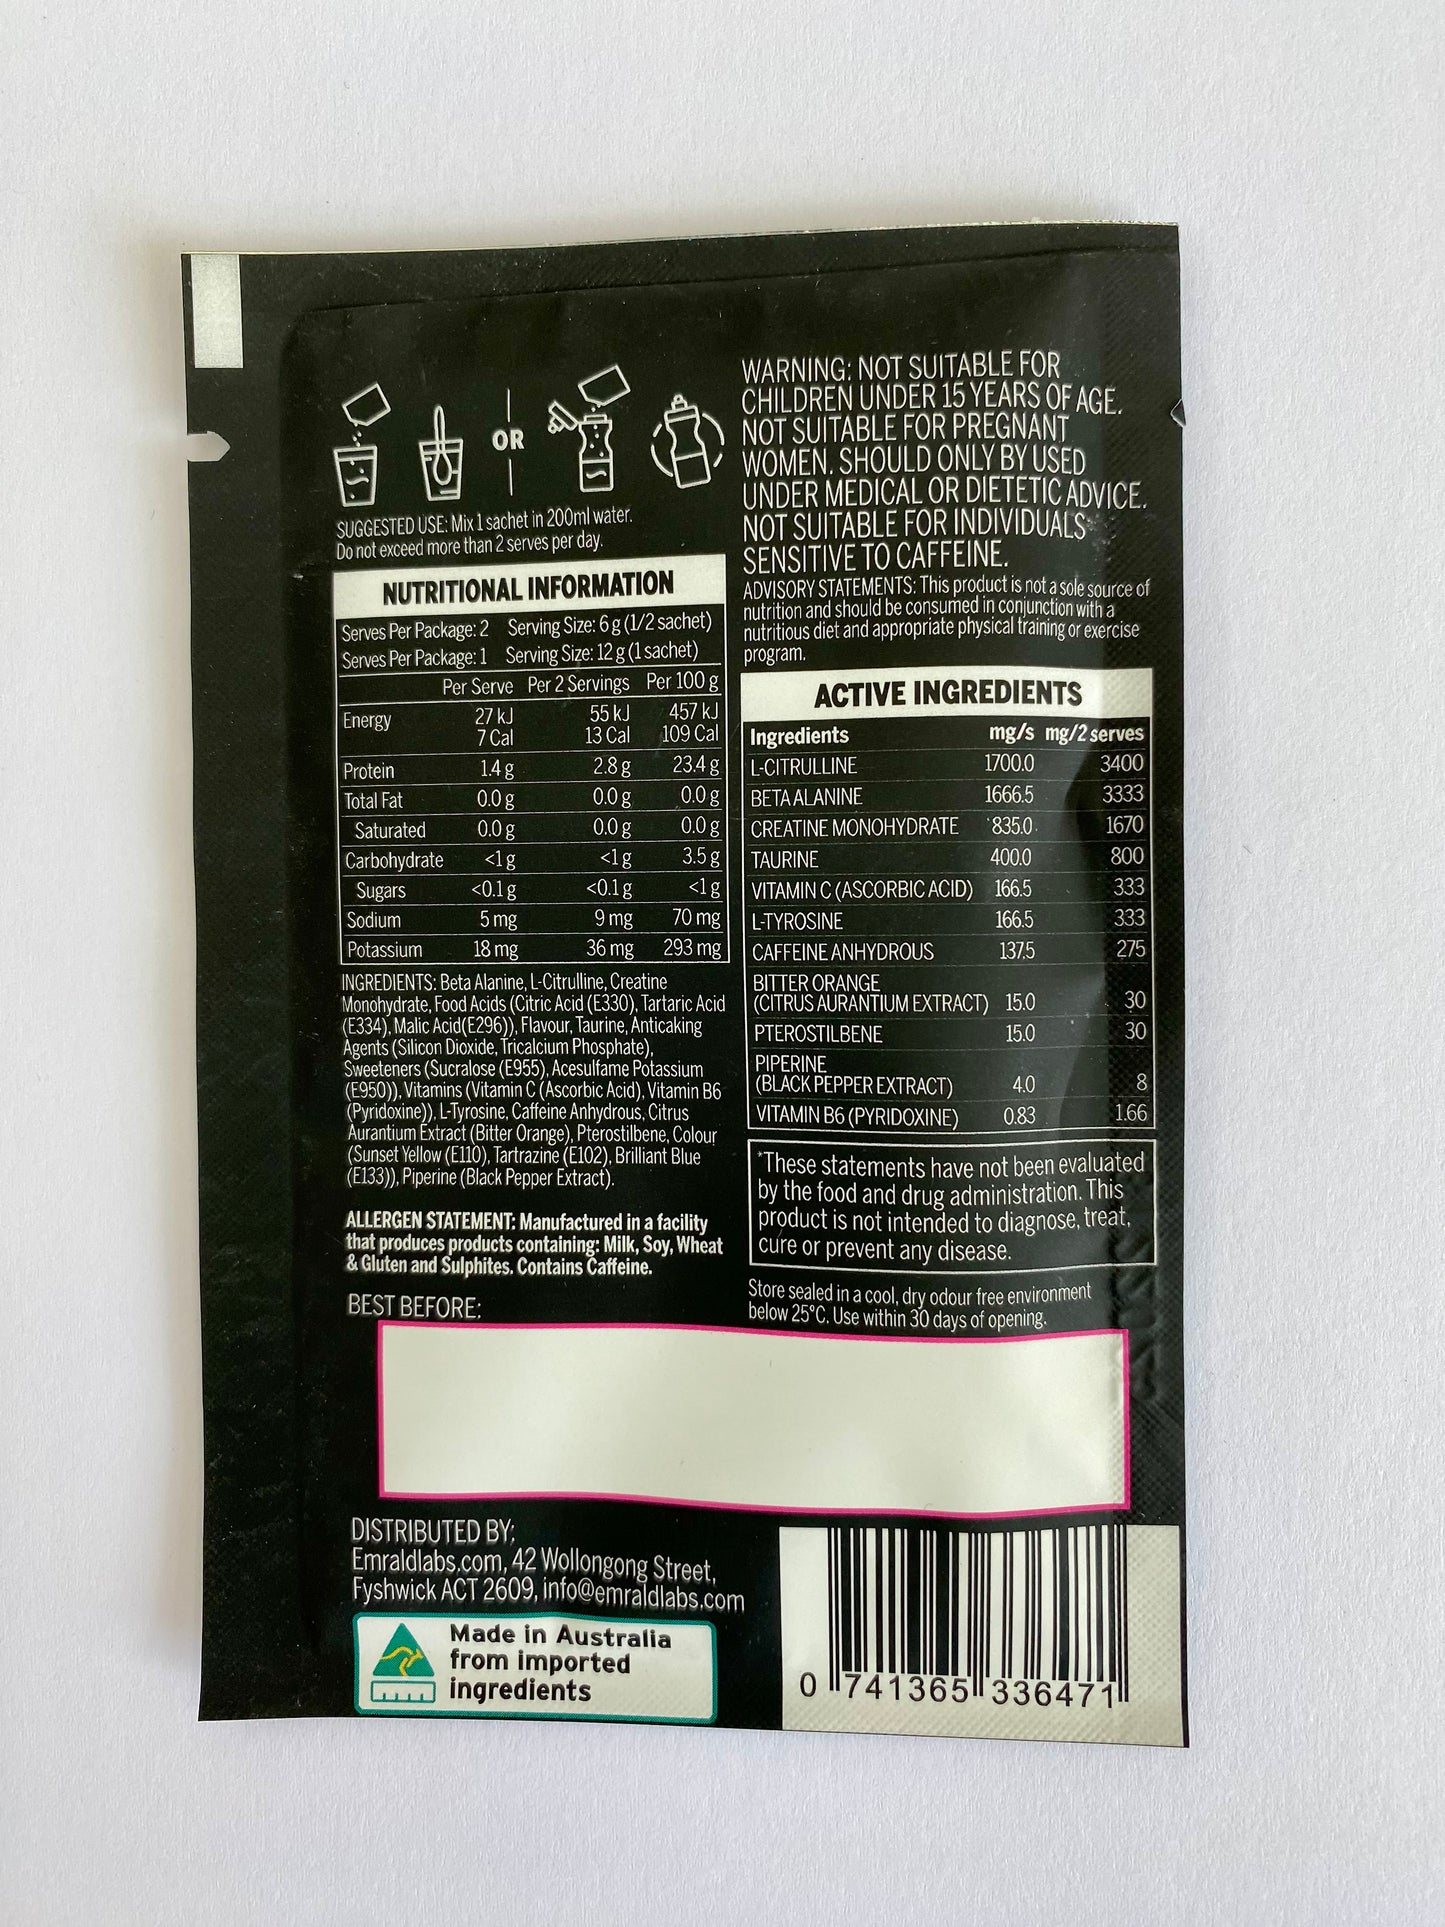 OR
SUGGESTED USE: Mix 1 sachet in 200ml water.
Do not exceed more than 2 serves per day.
NUTRITIONAL INFORMATION
Serves Per Package: 2 Serving Size: 6 g (1/2 sachet)
Serves Per Package: 1 Serving Size: 12 g (1 sachet)
Per Serve Per 2 Servings Per 100 g
Energy 27 kJ 55 kJ 457 kJ
7 Cal 13 Cal 109 Cal
Protein 1.4 g 2.8 g 23.4 g
Total Fat 0.0 g 0.0 g 0.0 g
Saturated 0.0 g 0.0 g 0.0 g
Carbohydrate <1 g <1 g 3.5 g
Sugars <0.1 g <0.1 g <1 g
Sodium 5 mg 9 mg 70 mg
Potassium 18 mg 36 mg 293 mg
INGREDIENTS: Beta Alanine, L-Citrulline, Creatine
Monohydrate, Food Acids (Citric Acid (E330), Tartaric Acid
(E334), Malic Acid(E296)), Flavour, Taurine, Anticaking
Agents (Silicon Dioxide, Tricalcium Phosphate),
Sweeteners (Sucralose (E955), Acesulfame Potassium
(E950)), Vitamins (Vitamin C (Ascorbic Acid), Vitamin B6
(Pyridoxine)), L-Tyrosine, Caffeine Anhydrous, Citrus
Aurantium Extract (Bitter Orange), Pterostilbene, Colour
(Sunset Yellow (E110), Tartrazine (E102), Brilliant Blue
(E133)), Piperine (Black Pepper Extract).
ALLERGEN STATEMENT: Manufactured in a facility
that produces products containing: Milk, Soy, Wheat
& Gluten and Sulphites. Contains Caffeine.
BEST BEFORE:
WARNING: NOT SUITABLE FOR
CHILDREN UNDER 15 YEARS OF AGE.
NOT SUITABLE FOR PREGNANT
WOMEN. SHOULD ONLY BY USED
UNDER MEDICAL OR DIETETIC ADVICE.
NOT SUITABLE FOR INDIVIDUALS
SENSITIVE TO CAFFEINE.
ADVISORY STATEMENTS: This product is not a sole source of
nutrition and should be consumed in conjunction with a
nutritious diet and appropriate physical training or exercise
program.
ACTIVE INGREDIENTS
Ingredients mg/s mg/2 serves
L-CITRULLINE 1700.0 3400
BETA ALANINE 1666.5 3333
CREATINE MONOHYDRATE 835.0 1670
TAURINE 400.0 800
VITAMIN C (ASCORBIC ACID) 166.5 333
L-TYROSINE 166.5 333
CAFFEINE ANHYDROUS 137.5 275
BITTER ORANGE
(CITRUS AURANTIUM EXTRACT) 15.0 30
PTEROSTILBENE 15.0 30
PIPERINE
(BLACK PEPPER EXTRACT) 4.0 8
VITAMIN B6 (PYRIDOXINE) 0.83 1.66
*These statements have not been evaluated
by the food and drug administration. This
product is not intended to diagnose, treat,
cure or prevent any disease.
Store sealed in a cool, dry odour free environment
below 25°C. Use within 30 days of opening.
DISTRIBUTED BY:
Emraldlabs.com, 42 Wollongong Street,
Fyshwick ACT 2609, info@emraldlabs.com
Made in Australia
from imported
ingredients
0 741365 336471